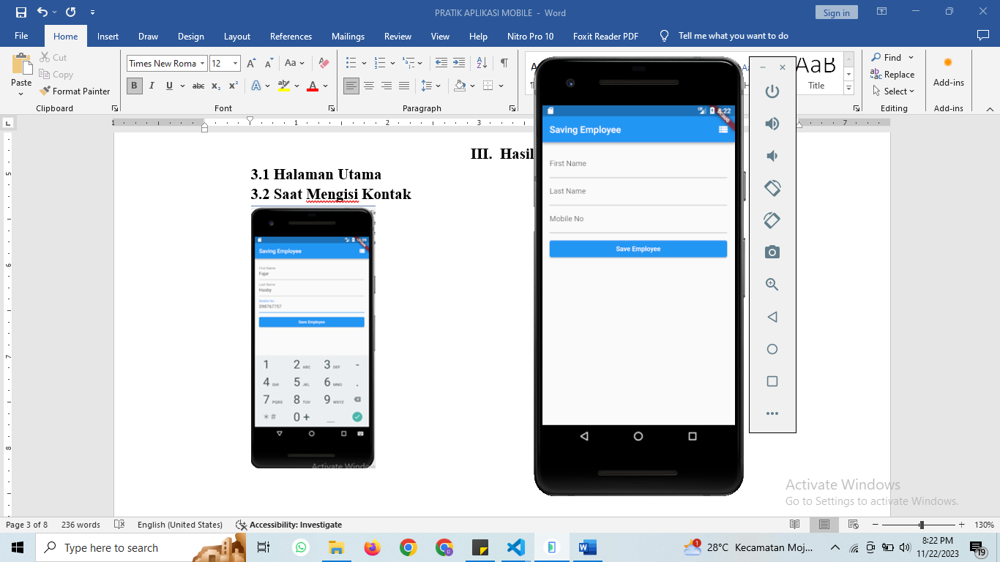 PRATIK APLIKASI MOBILE - Word
Sign in
File Home Insert Draw Design Layout References Mailings Review View Help Nitro Pro 10 Foxit Reader PDF Tell me what you want to do
Paste
Cut
Copy
Format Painter
Clipboard
Times New Roma 12
Aa
B I U abc x₂ x² A ab A
Font
Paragraph
AaB
Title
Find
Replace
Select
Editing
Add-ins
Add-ins
III. Hasil
3.1 Halaman Utama
3.2 Saat Mengisi Kontak
Saving Employee
First Name
Fajar
Last Name
Hasby
Mobile No
098767757
Save Employee
1 2 ABC 3 DEF -
4 GHI 5 JKL 6 MNO .
7 PQRS 8 TUV 9 WXYZ
* # 0 + _
Activate Windo
8:22
Saving Employee
First Name
Last Name
Mobile No
Save Employee
Activate Windows
Go to Settings to activate Windows.
Page 3 of 8 236 words English (United States) Accessibility: Investigate 130%
Type here to search
28°C Kecamatan Moj...
8:22 PM
11/22/2023
19